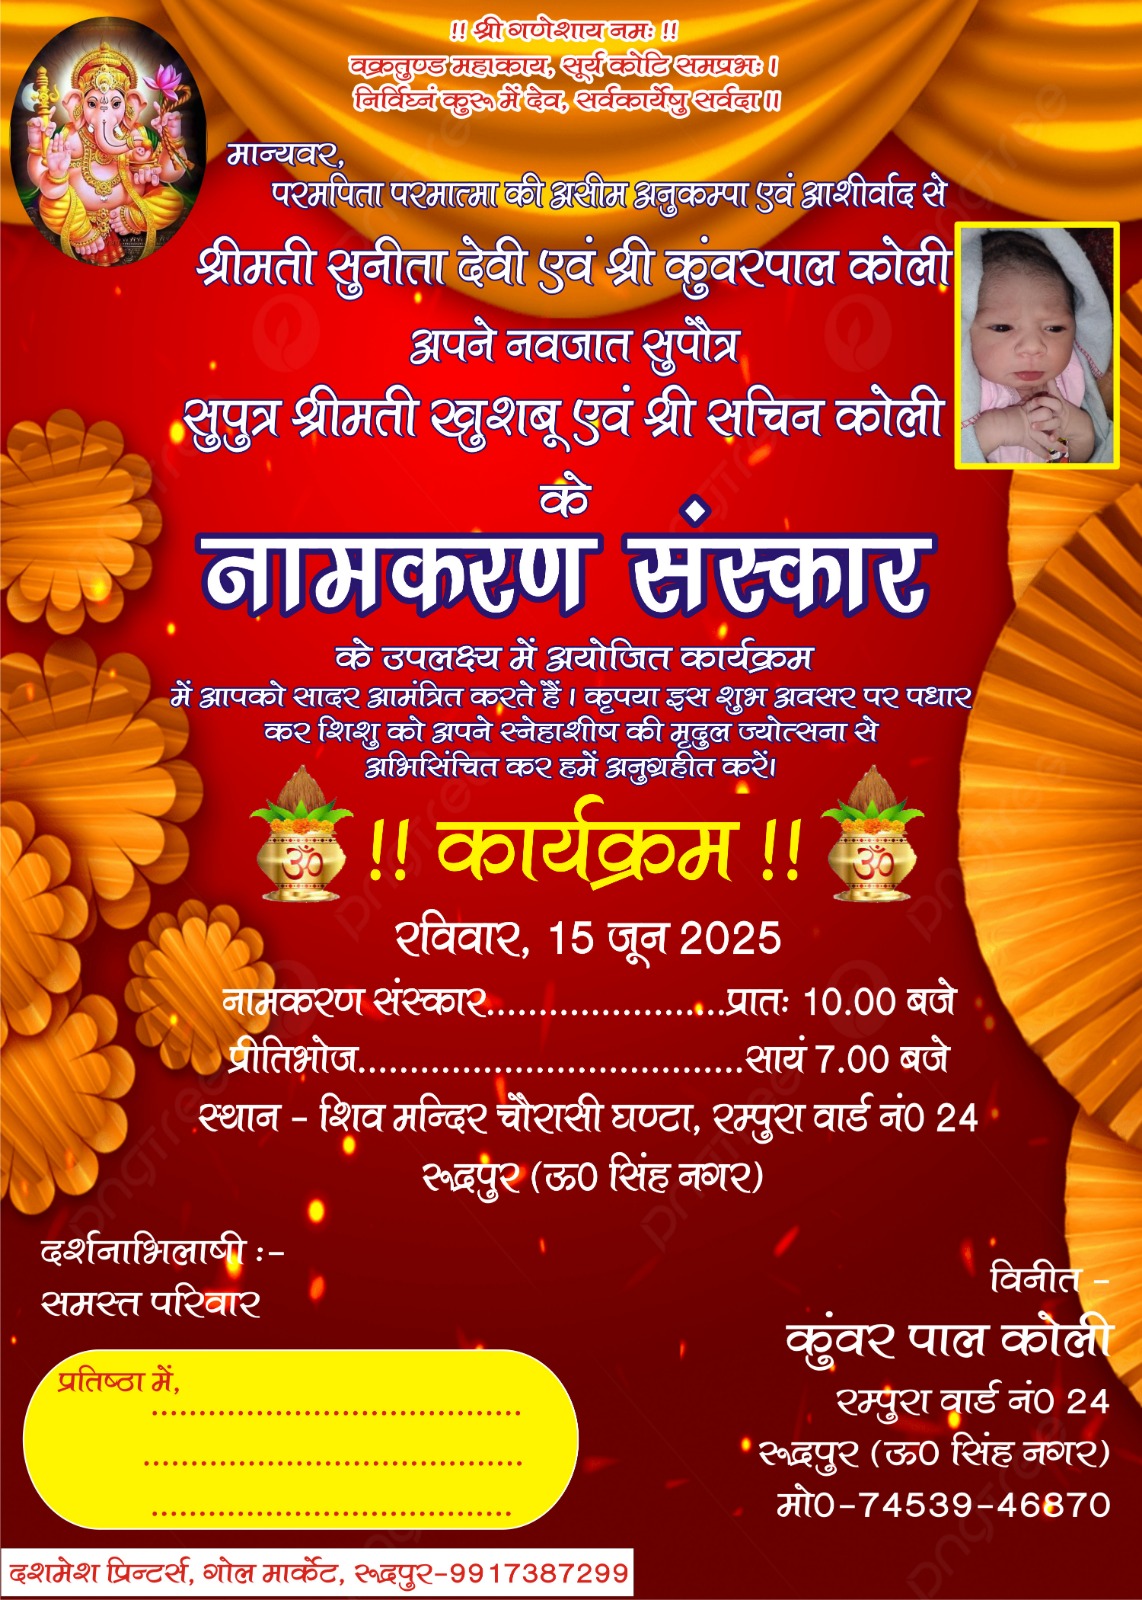 !! श्री गणेशाय नमः !!
वक्रतुण्ड महाकाय, सूर्य कोटि समप्रभः।
निर्विघ्नं कुरू में देव, सर्वकार्येषु सर्वदा॥
मान्यवर,
परमपिता परमात्मा की असीम अनुकम्पा एवं आशीर्वाद से
श्रीमती सुनीता देवी एवं श्री कुंवरपाल कोली
अपने नवजात सुपौत्र
सुपुत्र श्रीमती खुशबू एवं श्री सचिन कोली
के
नामकरण संस्कार
के उपलक्ष्य में अयोजित कार्यक्रम
में आपको सादर आमंत्रित करते हैं। कृपया इस शुभ अवसर पर पधार
कर शिशु को अपने स्नेहाशीष की मृदुल ज्योत्सना से
अभिसिंचित कर हमें अनुग्रहीत करें।
!! कार्यक्रम !!
ॐ
ॐ
रविवार, 15 जून 2025
नामकरण संस्कार.......................प्रातः 10.00 बजे
प्रीतिभोज.....................................सायं 7.00 बजे
स्थान - शिव मन्दिर चौरासी घण्टा, रम्पुरा वार्ड नं0 24
रूद्रपुर (ऊ0 सिंह नगर)
दर्शनाभिलाषी :-
समस्त परिवार
विनीत -
कुंवर पाल कोली
रम्पुरा वार्ड नं0 24
रूद्रपुर (ऊ0 सिंह नगर)
मो0-74539-46870
प्रतिष्ठा में,
.......................................
........................................
......................................
दशमेश प्रिन्टर्स, गोल मार्केट, रूद्रपुर-9917387299